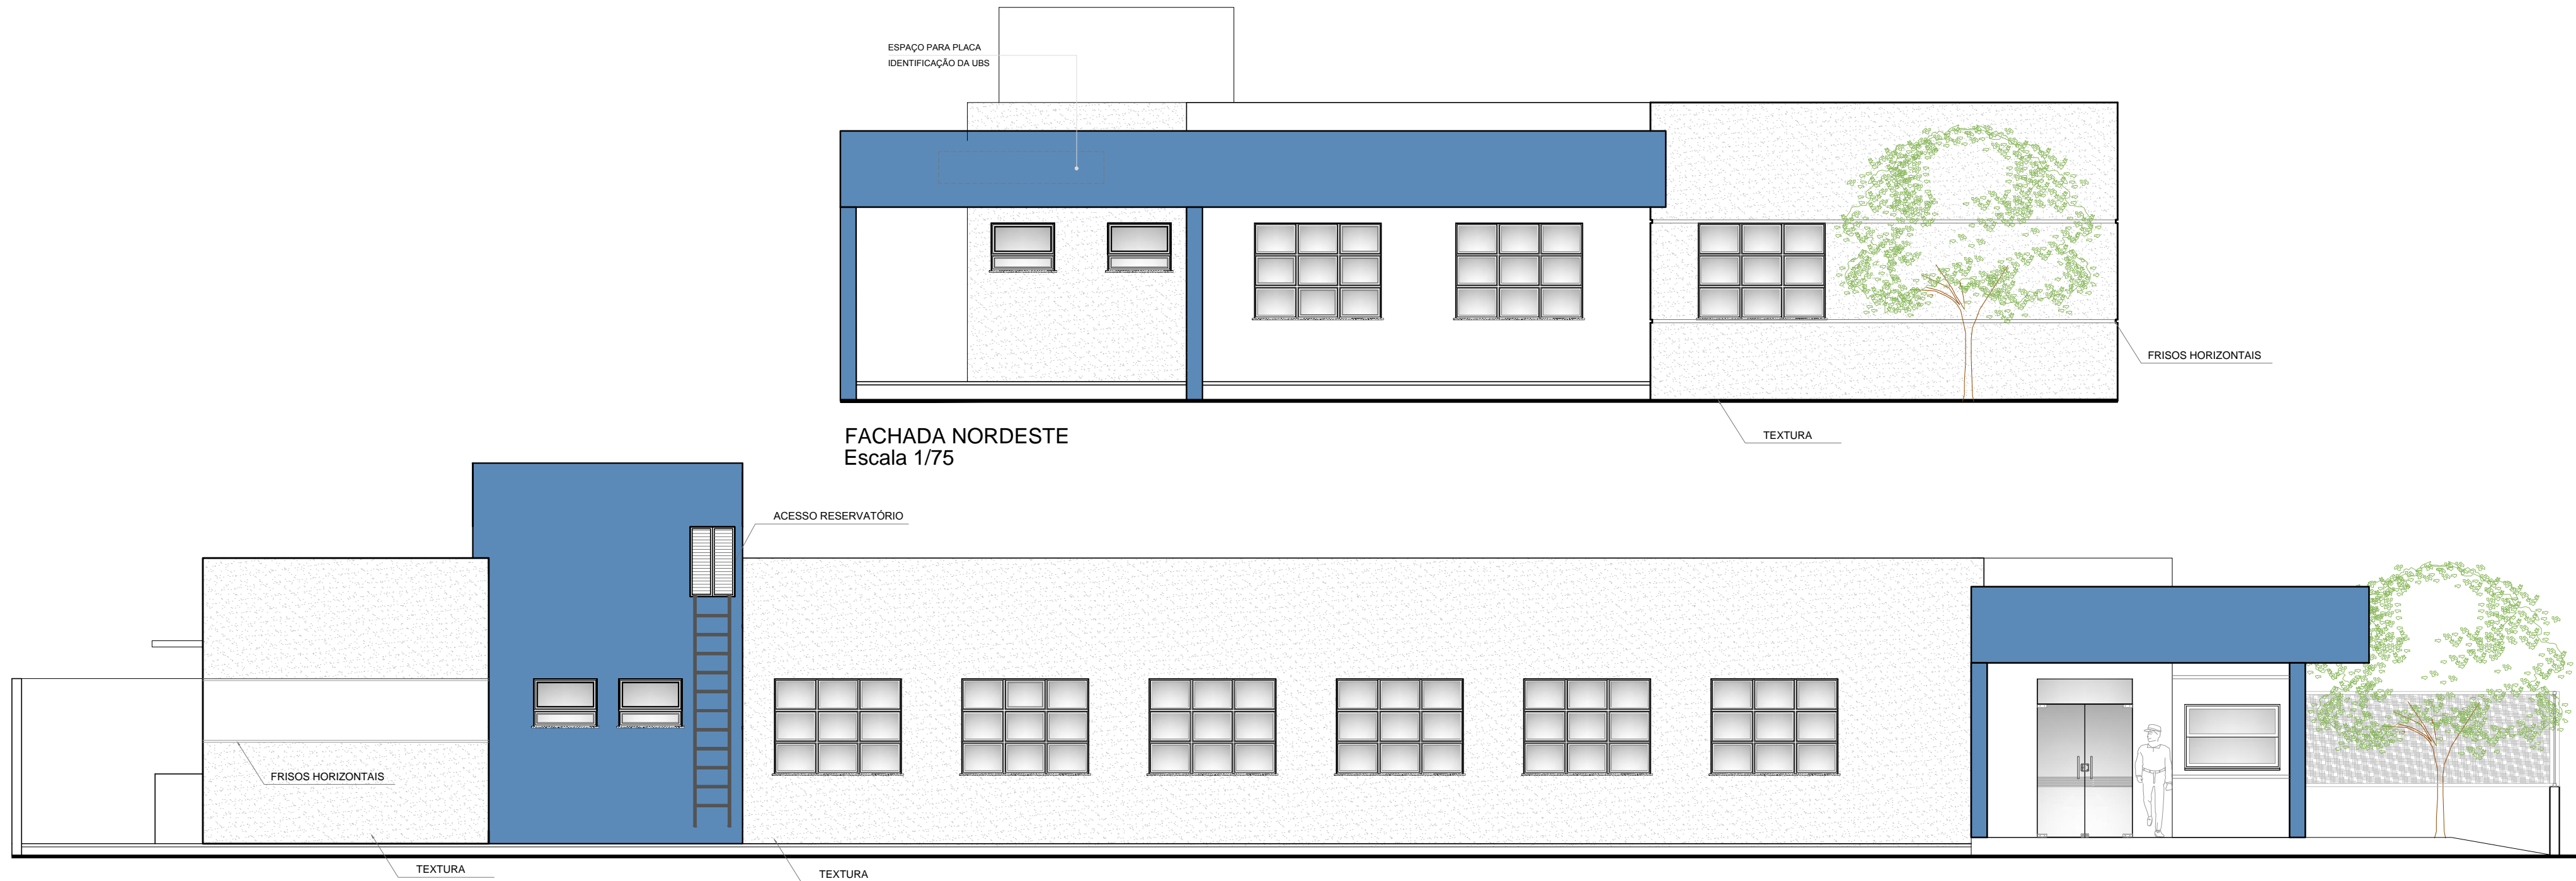 ESPAÇO PARA PLACA
IDENTIFICAÇÃO DA UBS
FRISOS HORIZONTAIS
TEXTURA
FACHADA NORDESTE
Escala 1/75
ACESSO RESERVATÓRIO
FRISOS HORIZONTAIS
TEXTURA
TEXTURA